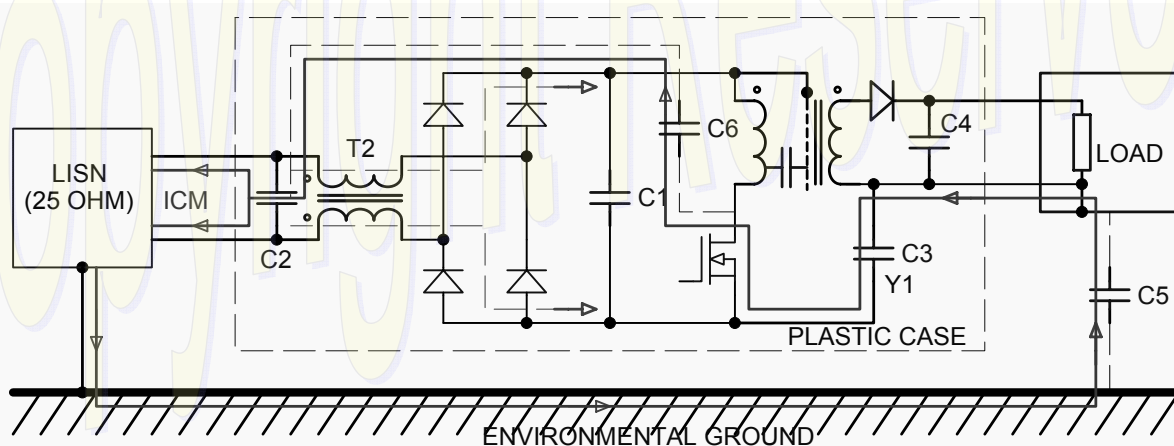 LISN
(25 OHM)
ICM
C2
T2
C1
C6
C4
LOAD
C3
Y1
C5
PLASTIC CASE
ENVIRONMENTAL GROUND